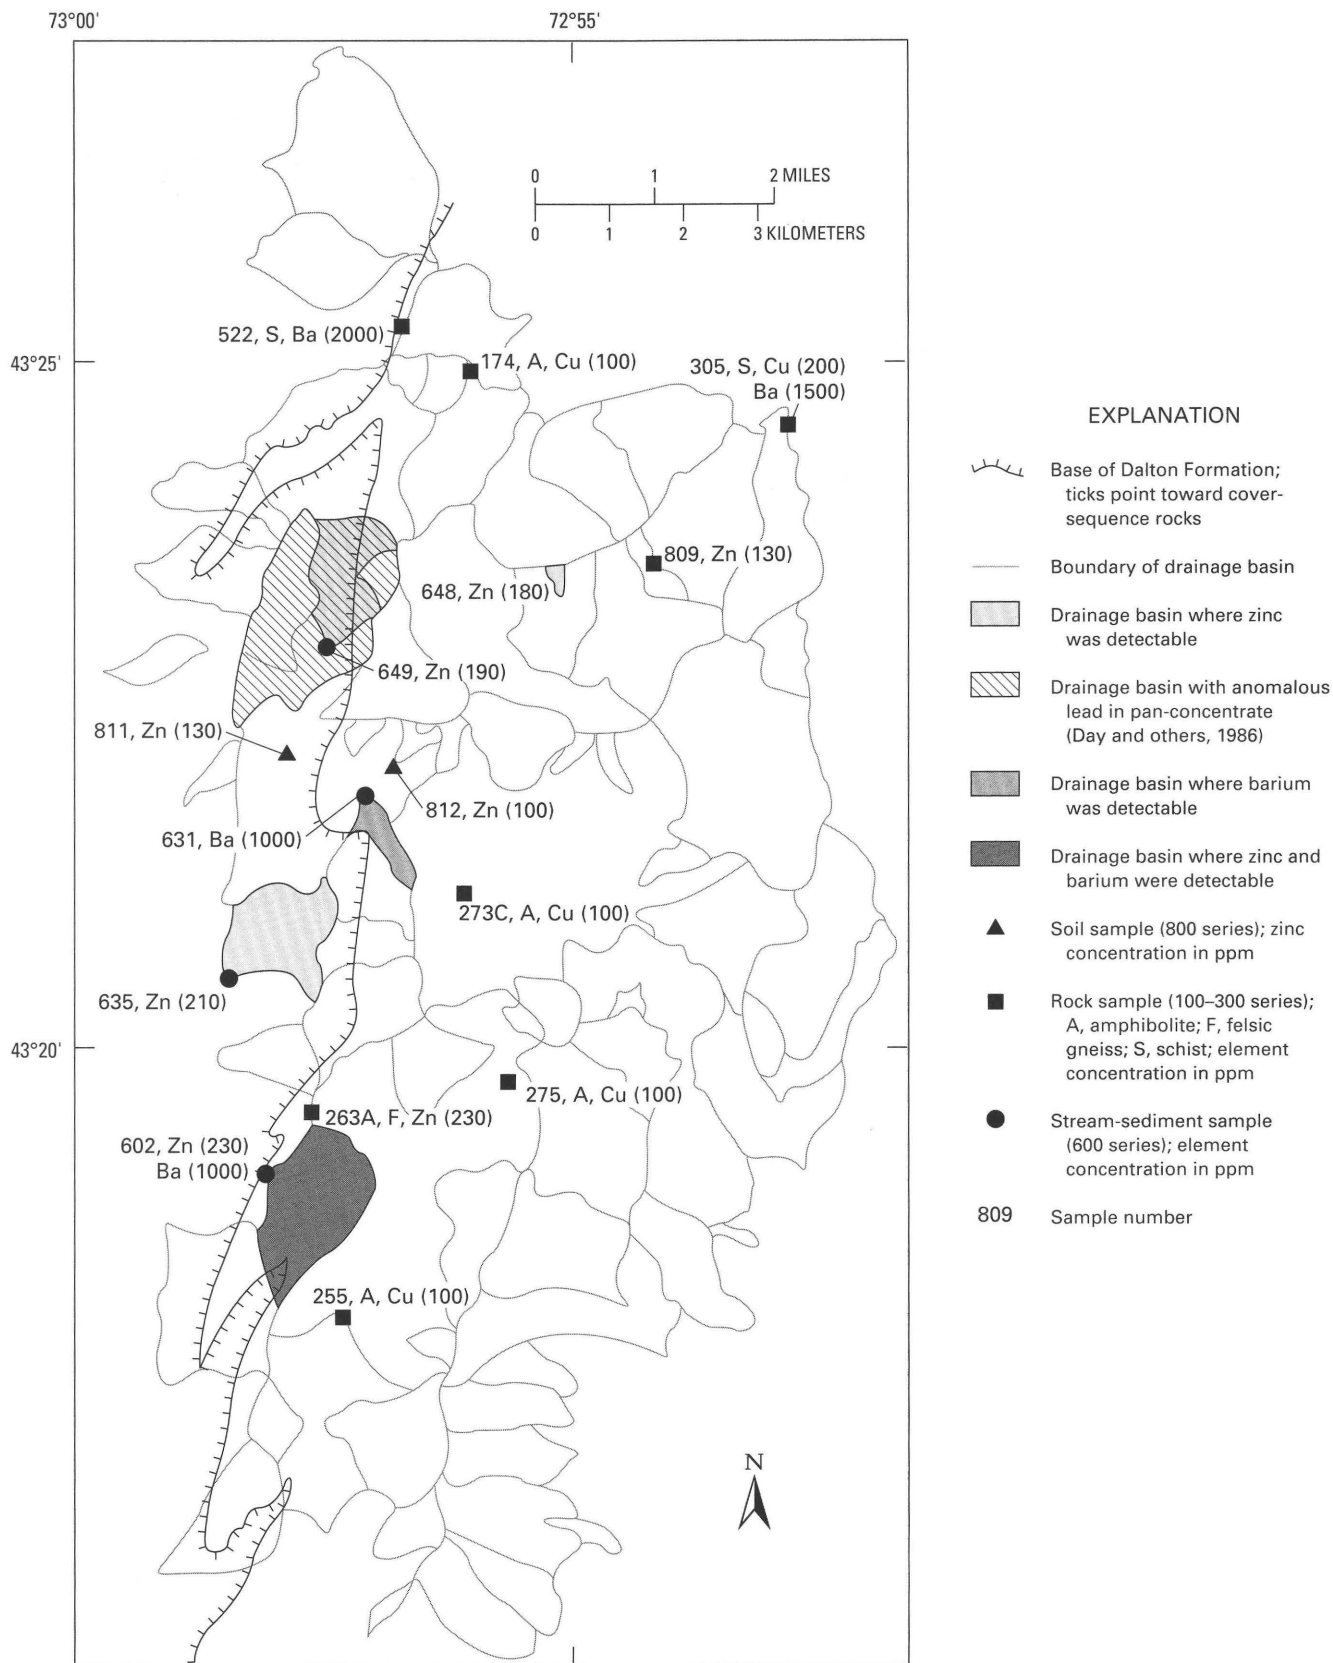 73°00'
72°55'
0 1 2 MILES
0 1 2 3 KILOMETERS
522, S, Ba (2000)
43°25'
174, A, Cu (100)
305, S, Cu (200)
Ba (1500)
809, Zn (130)
648, Zn (180)
649, Zn (190)
811, Zn (130)
812, Zn (100)
631, Ba (1000)
273C, A, Cu (100)
635, Zn (210)
43°20'
275, A, Cu (100)
263A, F, Zn (230)
602, Zn (230)
Ba (1000)
255, A, Cu (100)
N
EXPLANATION
Base of Dalton Formation;
ticks point toward cover-
sequence rocks
Boundary of drainage basin
Drainage basin where zinc
was detectable
Drainage basin with anomalous
lead in pan-concentrate
(Day and others, 1986)
Drainage basin where barium
was detectable
Drainage basin where zinc and
barium were detectable
Soil sample (800 series); zinc
concentration in ppm
Rock sample (100–300 series);
A, amphibolite; F, felsic
gneiss; S, schist; element
concentration in ppm
Stream-sediment sample
(600 series); element
concentration in ppm
809 Sample number